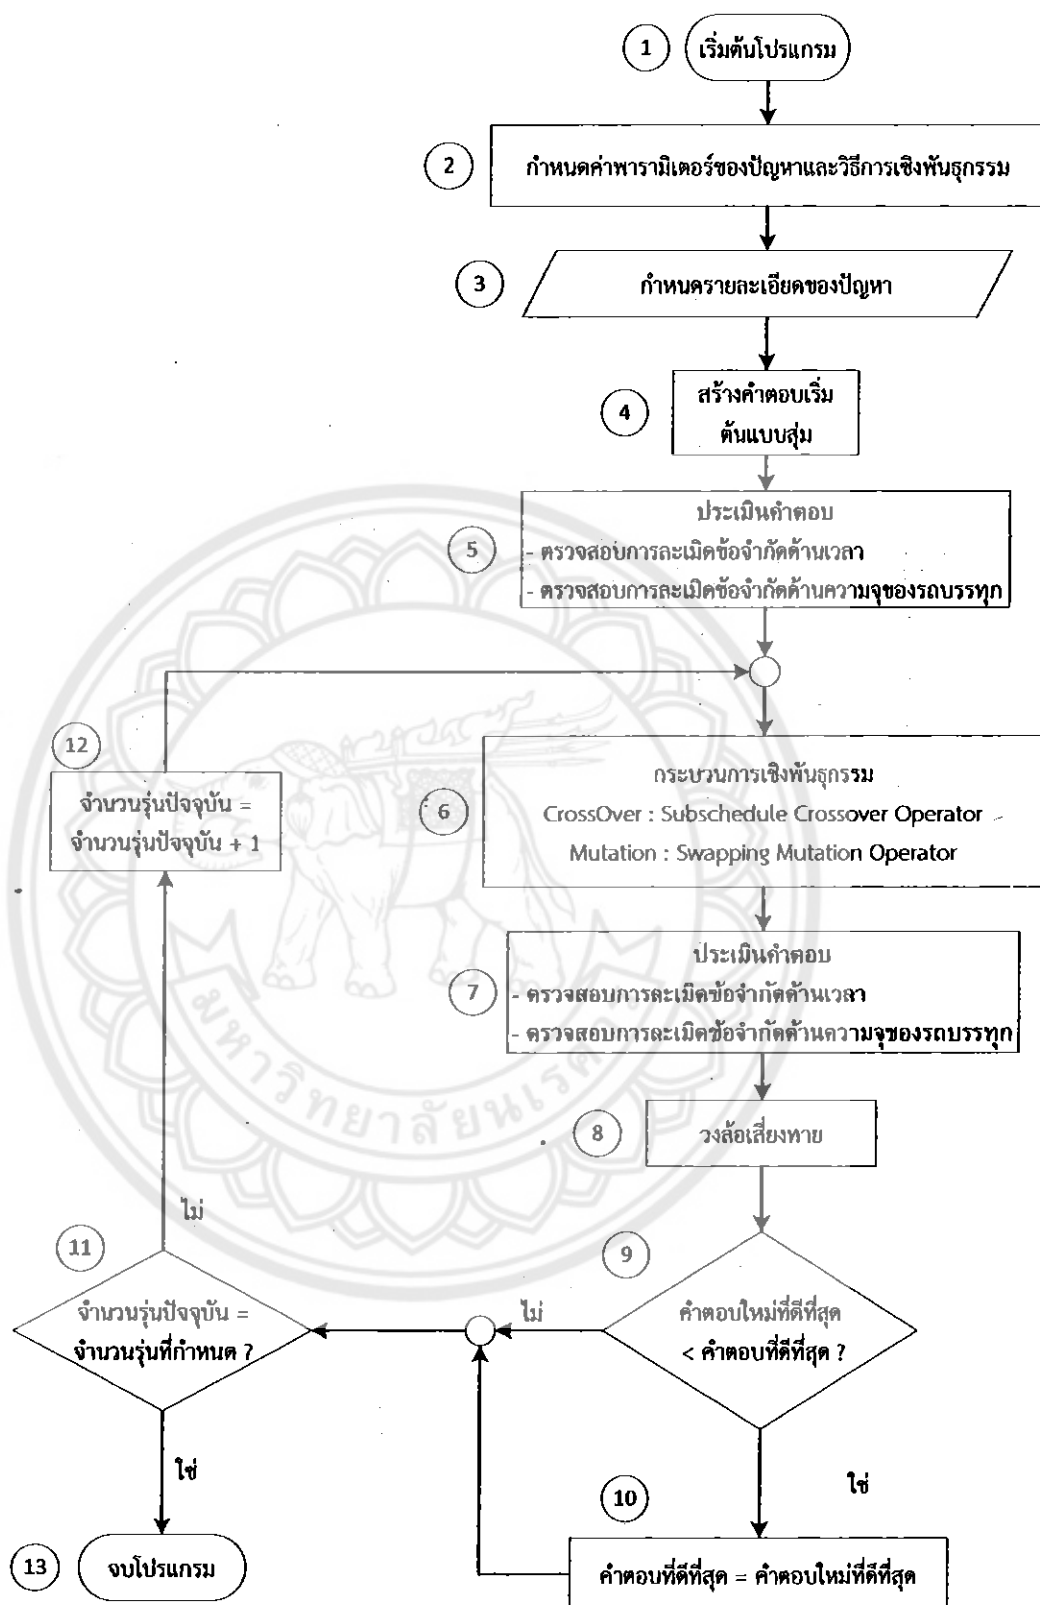 1
เริ่มต้นโปรแกรม
2
กำหนดค่าพารามิเตอร์ของปัญหาและวิธีการเชิงพันธุกรรม
3
กำหนดรายละเอียดของปัญหา
4
สร้างคำตอบเริ่ม
ต้นแบบสุ่ม
5
ประเมินคำตอบ
- ตรวจสอบการละเมิดข้อจำกัดด้านเวลา
- ตรวจสอบการละเมิดข้อจำกัดด้านความจุของรถบรรทุก
12
จำนวนรุ่นปัจจุบัน =
จำนวนรุ่นปัจจุบัน + 1
6
กระบวนการเชิงพันธุกรรม
CrossOver : Subschedule Crossover Operator
Mutation : Swapping Mutation Operator
7
ประเมินคำตอบ
- ตรวจสอบการละเมิดข้อจำกัดด้านเวลา
- ตรวจสอบการละเมิดข้อจำกัดด้านความจุของรถบรรทุก
มหาวิทยาลัยนเรศวร
8
วงล้อเสี่ยงทาย
ไม่
11
จำนวนรุ่นปัจจุบัน =
จำนวนรุ่นที่กำหนด ?
ไม่
9
คำตอบใหม่ที่ดีที่สุด
< คำตอบที่ดีที่สุด ?
ใช่
ใช่
10
คำตอบที่ดีที่สุด = คำตอบใหม่ที่ดีที่สุด
13
จบโปรแกรม